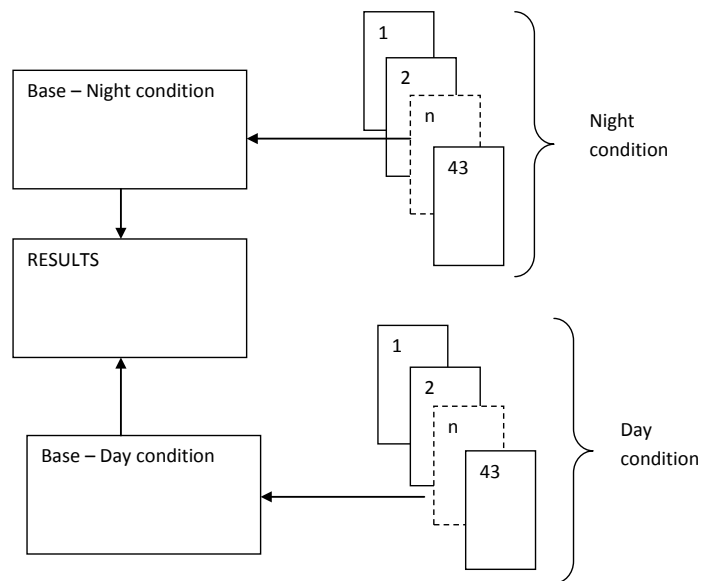 1
2
n
43
Base – Night condition
Night
condition
RESULTS
1
2
n
43
Base – Day condition
Day
condition